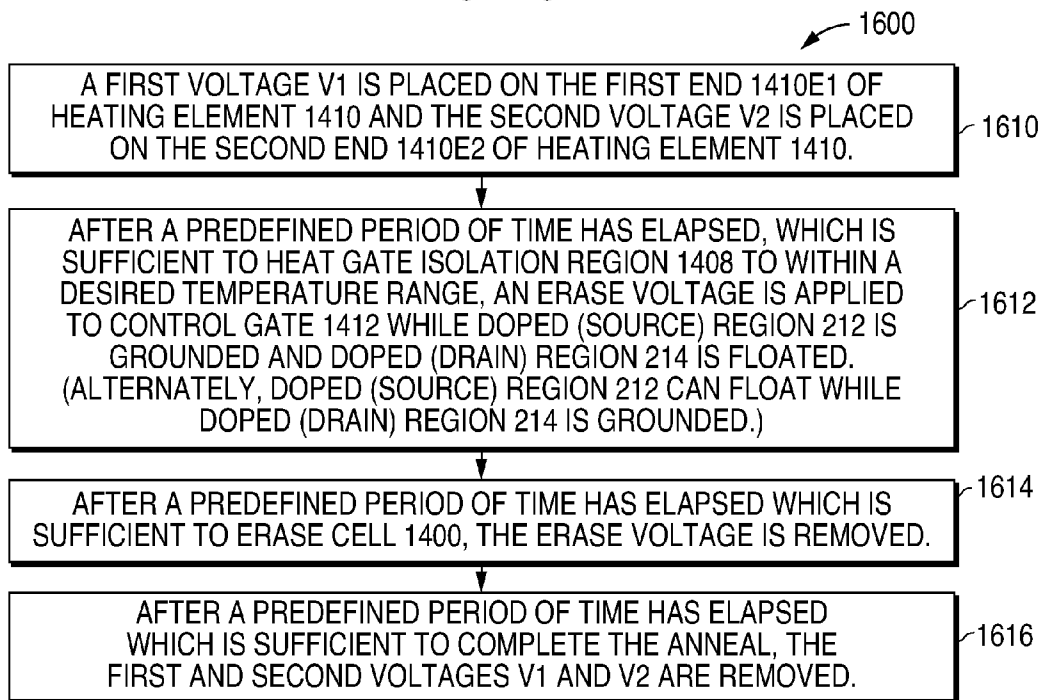 1600
A FIRST VOLTAGE V1 IS PLACED ON THE FIRST END 1410E1 OF
HEATING ELEMENT 1410 AND THE SECOND VOLTAGE V2 IS PLACED
ON THE SECOND END 1410E2 OF HEATING ELEMENT 1410.
1610
AFTER A PREDEFINED PERIOD OF TIME HAS ELAPSED, WHICH IS
SUFFICIENT TO HEAT GATE ISOLATION REGION 1408 TO WITHIN A
DESIRED TEMPERATURE RANGE, AN ERASE VOLTAGE IS APPLIED
TO CONTROL GATE 1412 WHILE DOPED (SOURCE) REGION 212 IS
GROUNDED AND DOPED (DRAIN) REGION 214 IS FLOATED.
(ALTERNATELY, DOPED (SOURCE) REGION 212 CAN FLOAT WHILE
DOPED (DRAIN) REGION 214 IS GROUNDED.)
1612
AFTER A PREDEFINED PERIOD OF TIME HAS ELAPSED WHICH IS
SUFFICIENT TO ERASE CELL 1400, THE ERASE VOLTAGE IS REMOVED.
1614
AFTER A PREDEFINED PERIOD OF TIME HAS ELAPSED
WHICH IS SUFFICIENT TO COMPLETE THE ANNEAL, THE
FIRST AND SECOND VOLTAGES V1 AND V2 ARE REMOVED.
1616